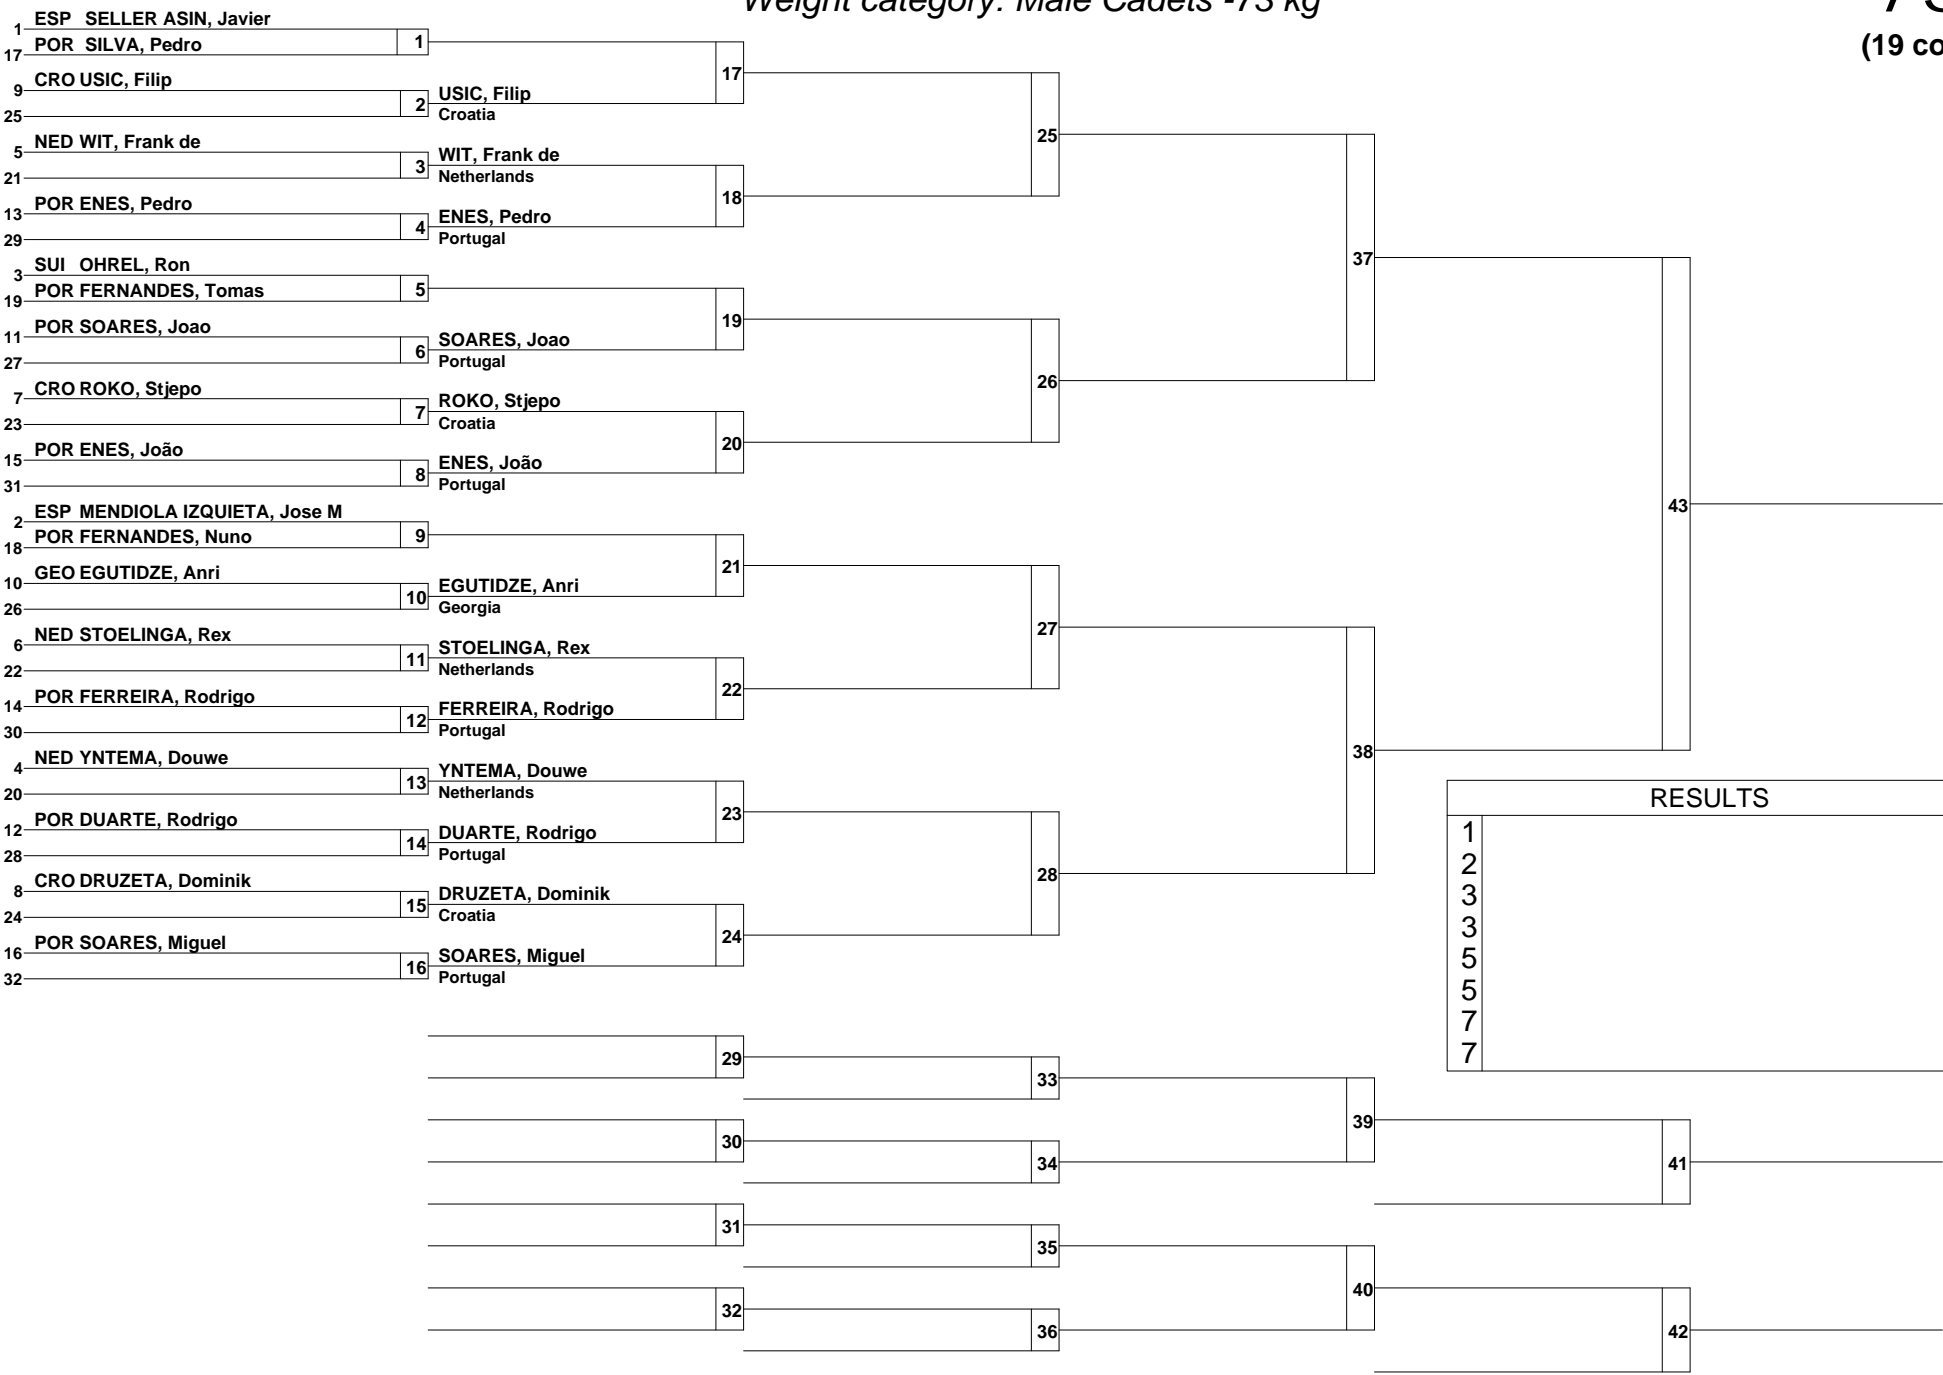 Weight category: Male Cadets -73 kg
(19 co
1 ESP SELLER ASIN, Javier
17 POR SILVA, Pedro
1
9 CRO USIC, Filip
25
2 USIC, Filip
Croatia
17
5 NED WIT, Frank de
21
3 WIT, Frank de
Netherlands
13 POR ENES, Pedro
29
4 ENES, Pedro
Portugal
18
25
3 SUI OHREL, Ron
19 POR FERNANDES, Tomas
5
11 POR SOARES, Joao
27
6 SOARES, Joao
Portugal
19
7 CRO ROKO, Stjepo
23
7 ROKO, Stjepo
Croatia
15 POR ENES, João
31
8 ENES, João
Portugal
20
26
37
2 ESP MENDIOLA IZQUIETA, Jose M
18 POR FERNANDES, Nuno
9
10 GEO EGUTIDZE, Anri
26
10 EGUTIDZE, Anri
Georgia
21
6 NED STOELINGA, Rex
22
11 STOELINGA, Rex
Netherlands
14 POR FERREIRA, Rodrigo
30
12 FERREIRA, Rodrigo
Portugal
22
27
4 NED YNTEMA, Douwe
20
13 YNTEMA, Douwe
Netherlands
12 POR DUARTE, Rodrigo
28
14 DUARTE, Rodrigo
Portugal
23
8 CRO DRUZETA, Dominik
24
15 DRUZETA, Dominik
Croatia
16 POR SOARES, Miguel
32
16 SOARES, Miguel
Portugal
24
28
38
43
RESULTS
1
2
3
3
5
5
7
7
29
33
30
34
39
41
31
35
32
36
40
42